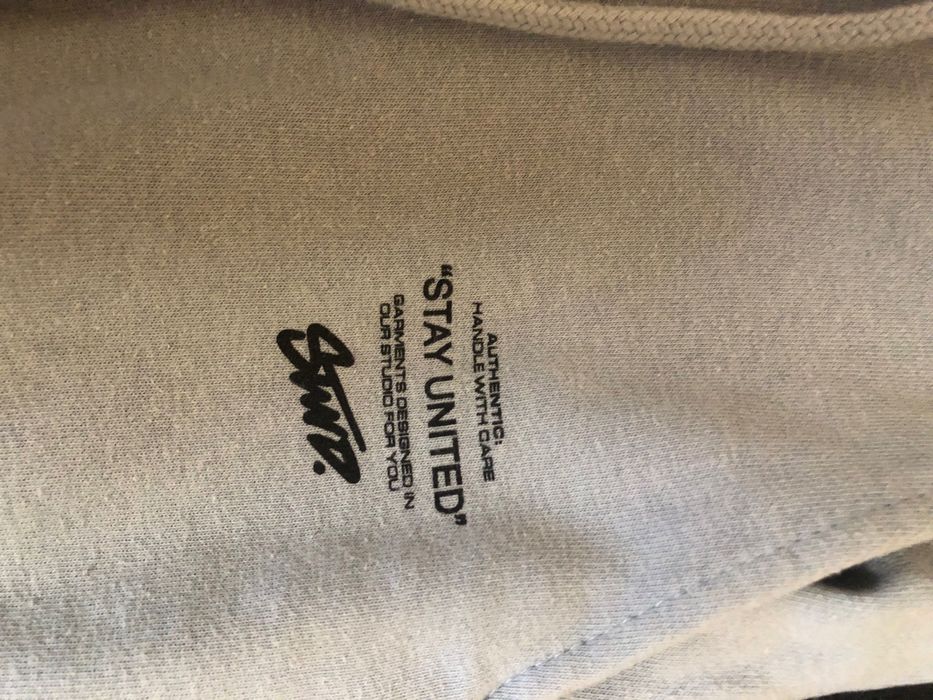 AUTHENTIC:
HANDLE WITH CARE
“STAY UNITED”
GARMENTS DESIGNED IN
OUR STUDIO FOR YOU